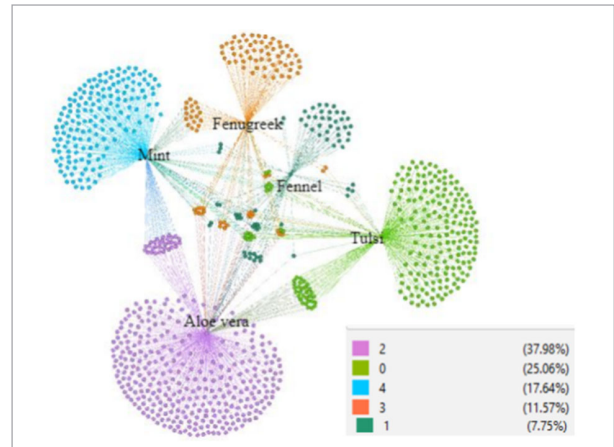 Fenugreek
Mint
Fennel
Tulsi
Aloe vera
2 (37.98%)
0 (25.06%)
4 (17.64%)
3 (11.57%)
1 (7.75%)